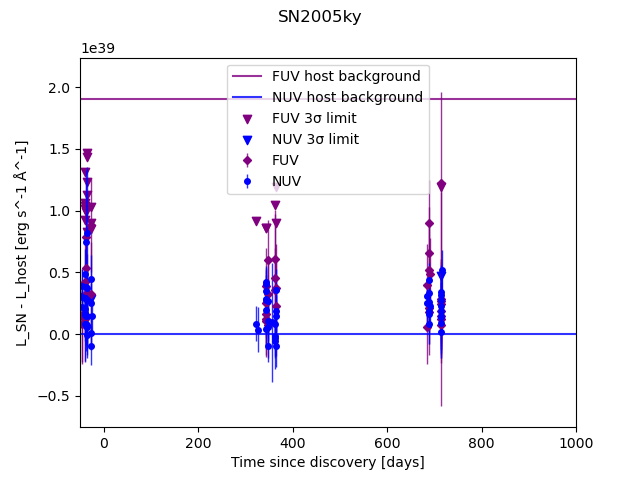 SN2005ky
1e39
FUV host background
NUV host background
FUV 3σ limit
NUV 3σ limit
FUV
NUV
L_SN - L_host [erg s^-1 Å^-1]
2.0
1.5
1.0
0.5
0.0
−0.5
0
200
400
600
800
1000
Time since discovery [days]